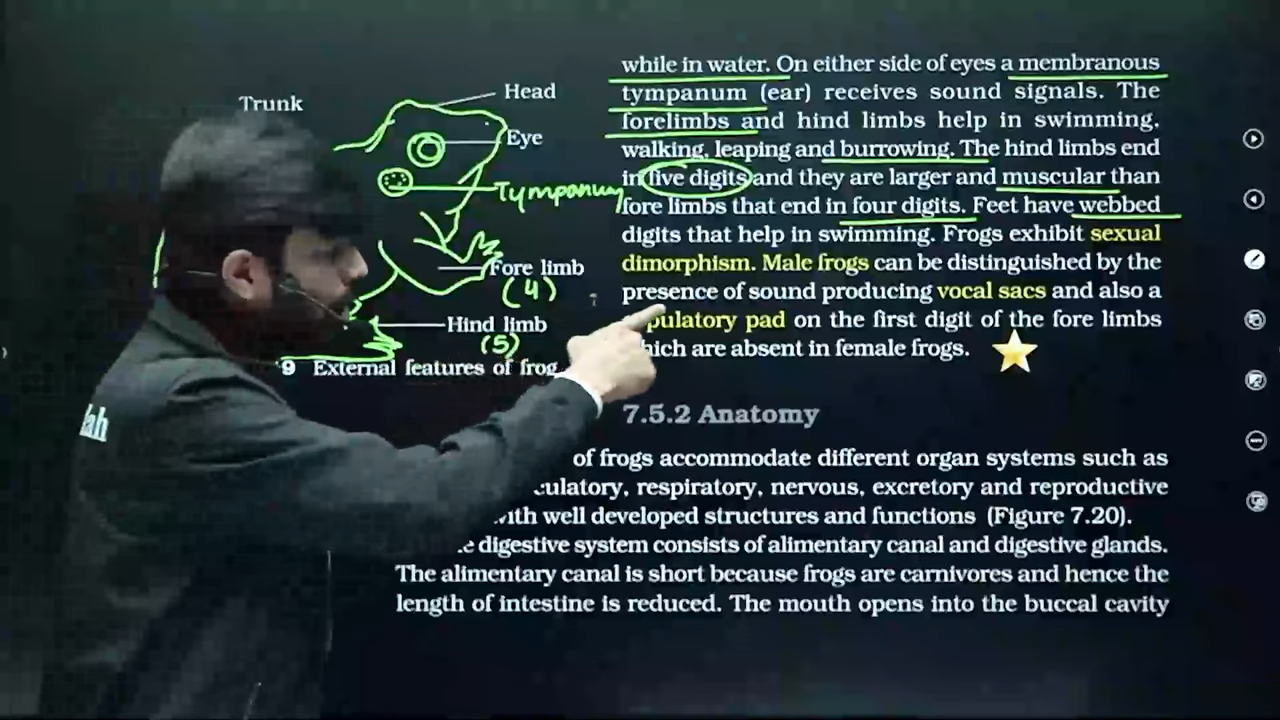 Trunk
Head
Eye
Tympanum
Fore limb
(4)
Hind limb
(5)
9 External features of frog
while in water. On either side of eyes a membranous
tympanum (ear) receives sound signals. The
forelimbs and hind limbs help in swimming,
walking, leaping and burrowing. The hind limbs end
in five digits and they are larger and muscular than
fore limbs that end in four digits. Feet have webbed
digits that help in swimming. Frogs exhibit sexual
dimorphism. Male frogs can be distinguished by the
presence of sound producing vocal sacs and also a
pulatory pad on the first digit of the fore limbs
hich are absent in female frogs.
7.5.2 Anatomy
of frogs accommodate different organ systems such as
culatory, respiratory, nervous, excretory and reproductive
with well developed structures and functions (Figure 7.20).
e digestive system consists of alimentary canal and digestive glands.
The alimentary canal is short because frogs are carnivores and hence the
length of intestine is reduced. The mouth opens into the buccal cavity